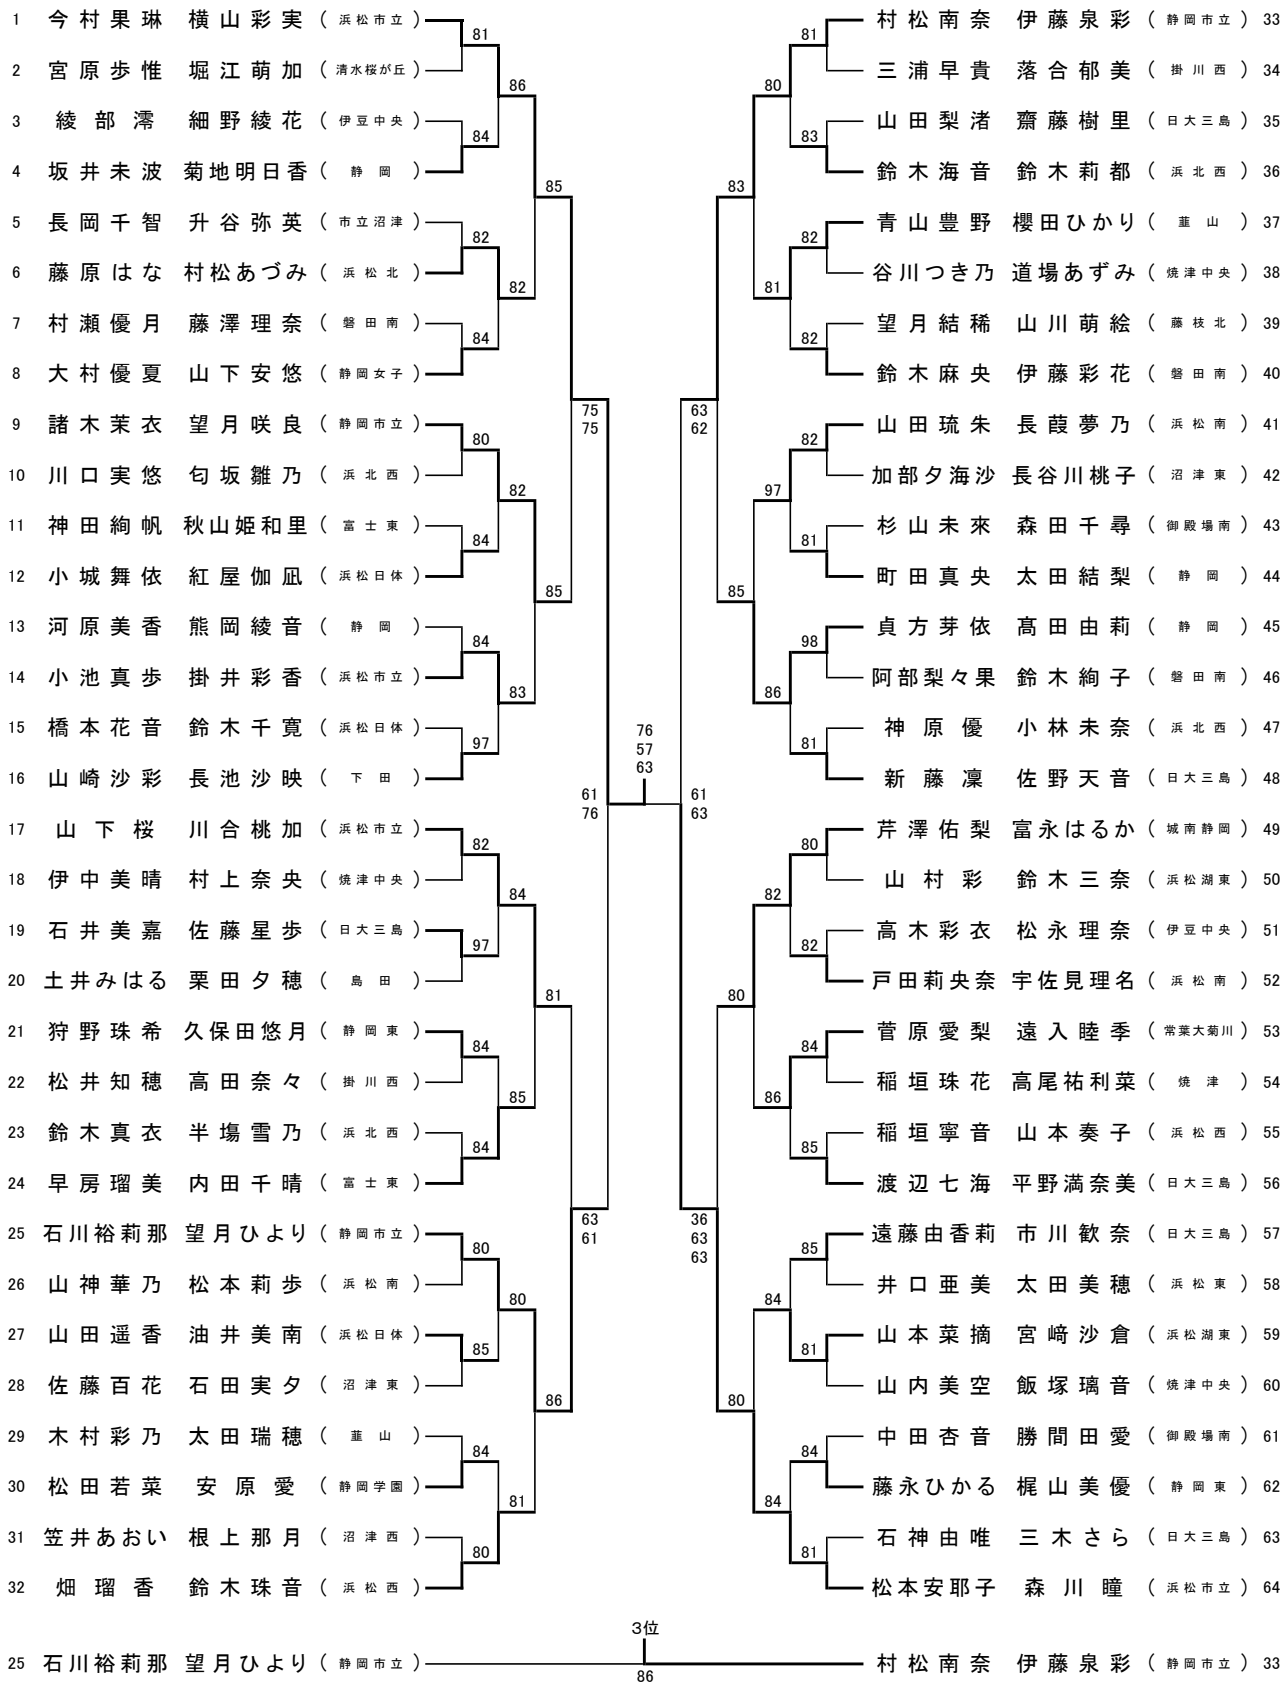 1 今村果琳 横山彩実 (浜松市立)
2 宮原歩惟 堀江萌加 (清水桜が丘)
3 綾部澪 細野綾花 (伊豆中央)
4 坂井未波 菊地明日香 (静岡)
5 長岡千智 升谷弥英 (市立沼津)
6 藤原はな 村松あづみ (浜松北)
7 村瀬優月 藤澤理奈 (磐田南)
8 大村優夏 山下安悠 (静岡女子)
9 諸木茉衣 望月咲良 (静岡市立)
10 川口実悠 匂坂雛乃 (浜北西)
11 神田絢帆 秋山姫和里 (富士東)
12 小城舞依 紅屋伽凪 (浜松日体)
13 河原美香 熊岡綾音 (静岡)
14 小池真歩 掛井彩香 (浜松市立)
15 橋本花音 鈴木千寛 (浜松日体)
16 山崎沙彩 長池沙映 (下田)
17 山下桜 川合桃加 (浜松市立)
18 伊中美晴 村上奈央 (焼津中央)
19 石井美嘉 佐藤星歩 (日大三島)
20 土井みはる 栗田夕穂 (島田)
21 狩野珠希 久保田悠月 (静岡東)
22 松井知穂 高田奈々 (掛川西)
23 鈴木真衣 半塲雪乃 (浜北西)
24 早房瑠美 内田千晴 (富士東)
25 石川裕莉那 望月ひより (静岡市立)
26 山神華乃 松本莉歩 (浜松南)
27 山田遥香 油井美南 (浜松日体)
28 佐藤百花 石田実夕 (沼津東)
29 木村彩乃 太田瑞穂 (韮山)
30 松田若菜 安原愛 (静岡学園)
31 笠井あおい 根上那月 (沼津西)
32 畑瑠香 鈴木珠音 (浜松西)
81
84
82
84
80
84
84
97
82
97
84
84
80
85
84
80
86
82
82
83
84
85
80
81
85
85
81
86
75
75
63
61
61
76
76
57
63
61
63
63
62
36
63
63
83
85
80
80
80
81
97
86
82
86
84
84
81
83
82
82
82
81
98
81
80
82
84
85
85
81
84
81
村松南奈 伊藤泉彩 (静岡市立) 33
三浦早貴 落合郁美 (掛川西) 34
山田梨渚 齋藤樹里 (日大三島) 35
鈴木海音 鈴木莉都 (浜北西) 36
青山豊野 櫻田ひかり (韮山) 37
谷川つき乃 道場あずみ (焼津中央) 38
望月結稀 山川萌絵 (藤枝北) 39
鈴木麻央 伊藤彩花 (磐田南) 40
山田琉朱 長葭夢乃 (浜松南) 41
加部夕海沙 長谷川桃子 (沼津東) 42
杉山未來 森田千尋 (御殿場南) 43
町田真央 太田結梨 (静岡) 44
貞方芽依 髙田由莉 (静岡) 45
阿部梨々果 鈴木絢子 (磐田南) 46
神原優 小林未奈 (浜北西) 47
新藤凜 佐野天音 (日大三島) 48
芹澤佑梨 富永はるか (城南静岡) 49
山村彩 鈴木三奈 (浜松湖東) 50
高木彩衣 松永理奈 (伊豆中央) 51
戸田莉央奈 宇佐見理名 (浜松南) 52
菅原愛梨 遠入睦季 (常葉大菊川) 53
稲垣珠花 高尾祐利菜 (焼津) 54
稲垣寧音 山本奏子 (浜松西) 55
渡辺七海 平野満奈美 (日大三島) 56
遠藤由香莉 市川歓奈 (日大三島) 57
井口亜美 太田美穂 (浜松東) 58
山本菜摘 宮﨑沙倉 (浜松湖東) 59
山内美空 飯塚璃音 (焼津中央) 60
中田杏音 勝間田愛 (御殿場南) 61
藤永ひかる 梶山美優 (静岡東) 62
石神由唯 三木さら (日大三島) 63
松本安耶子 森川瞳 (浜松市立) 64
3位
25 石川裕莉那 望月ひより (静岡市立)
86
村松南奈 伊藤泉彩 (静岡市立) 33